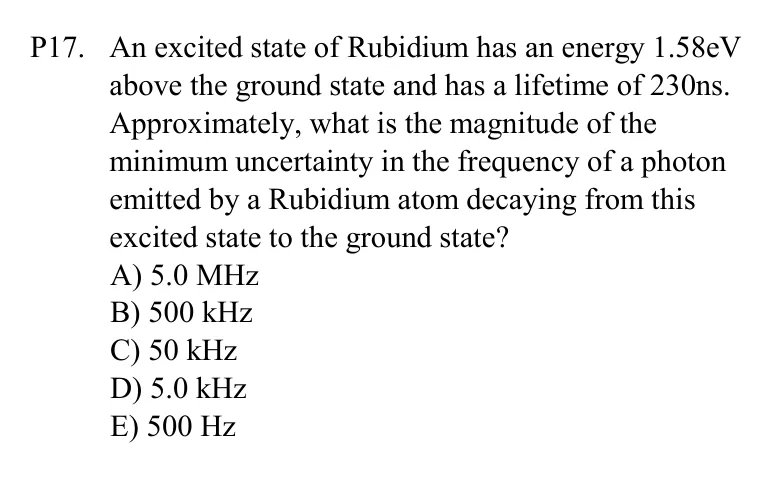 P17. An excited state of Rubidium has an energy 1.58eV
above the ground state and has a lifetime of 230ns.
Approximately, what is the magnitude of the
minimum uncertainty in the frequency of a photon
emitted by a Rubidium atom decaying from this
excited state to the ground state?
A) 5.0 MHz
B) 500 kHz
C) 50 kHz
D) 5.0 kHz
E) 500 Hz